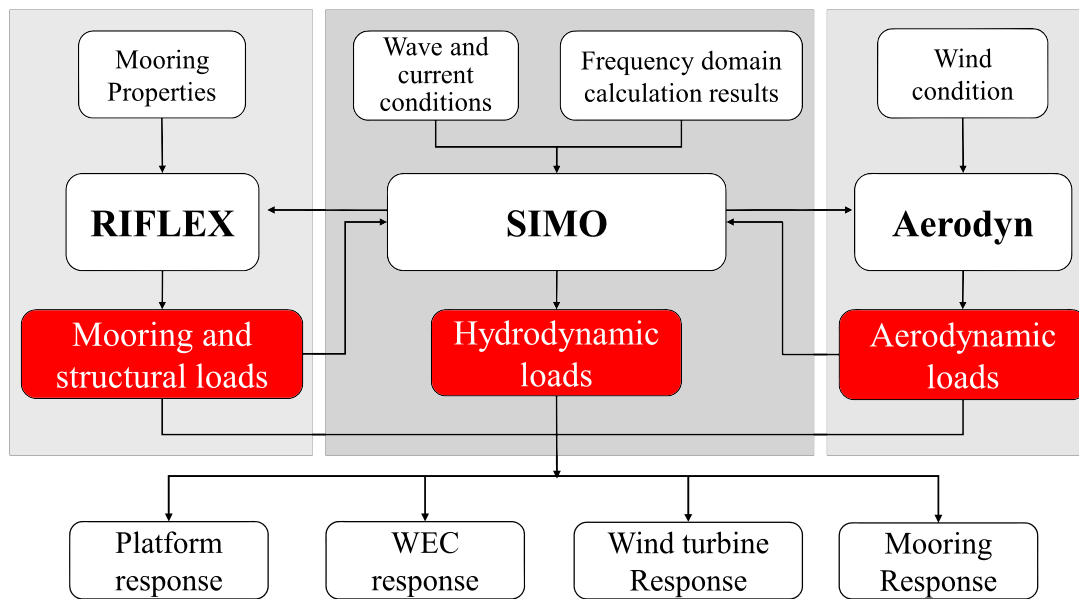 Mooring
Properties
Wave and
current
conditions
Frequency domain
calculation results
Wind
condition
RIFLEX
SIMO
Aerodyn
Mooring and
structural loads
Hydrodynamic
loads
Aerodynamic
loads
Platform
response
WEC
response
Wind turbine
Response
Mooring
Response